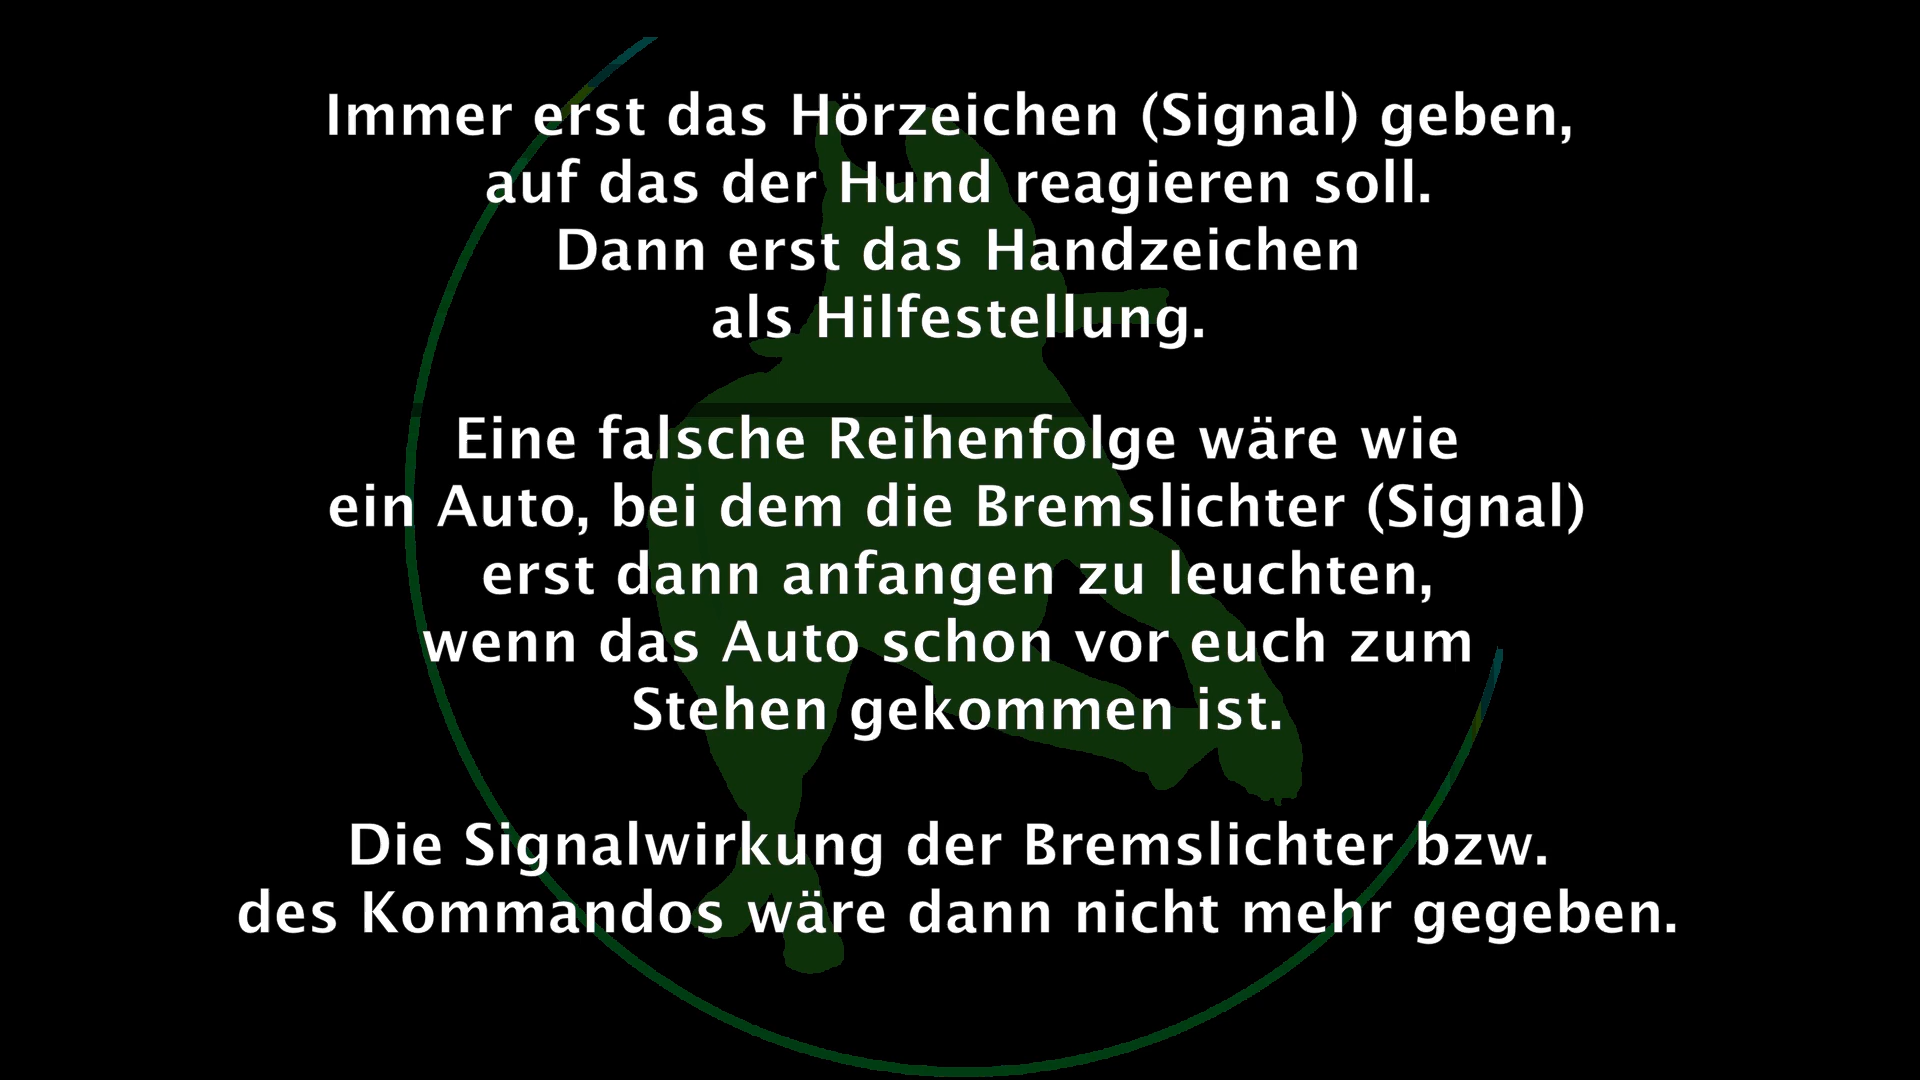 Immer erst das Hörzeichen (Signal) geben,
auf das der Hund reagieren soll.
Dann erst das Handzeichen
als Hilfestellung.
Eine falsche Reihenfolge wäre wie
ein Auto, bei dem die Bremslichter (Signal)
erst dann anfangen zu leuchten,
wenn das Auto schon vor euch zum
Stehen gekommen ist.
Die Signalwirkung der Bremslichter bzw.
des Kommandos wäre dann nicht mehr gegeben.